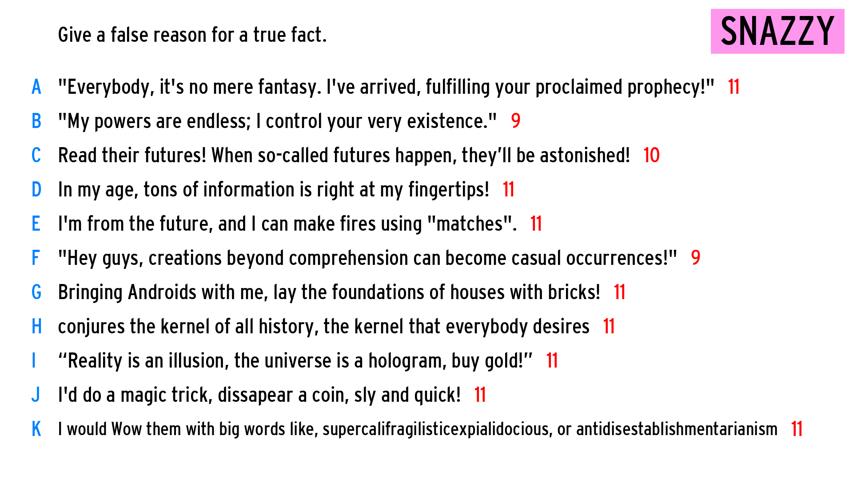 Give a false reason for a true fact.
SNAZZY
A "Everybody, it's no mere fantasy. I've arrived, fulfilling your proclaimed prophecy!" 11
B "My powers are endless; I control your very existence." 9
C Read their futures! When so-called futures happen, they’ll be astonished! 10
D In my age, tons of information is right at my fingertips! 11
E I'm from the future, and I can make fires using "matches". 11
F "Hey guys, creations beyond comprehension can become casual occurrences!" 9
G Bringing Androids with me, lay the foundations of houses with bricks! 11
H conjures the kernel of all history, the kernel that everybody desires 11
I “Reality is an illusion, the universe is a hologram, buy gold!” 11
J I'd do a magic trick, dissapear a coin, sly and quick! 11
K I would Wow them with big words like, supercalifragilisticexpialidocious, or antidisestablishmentarianism 11